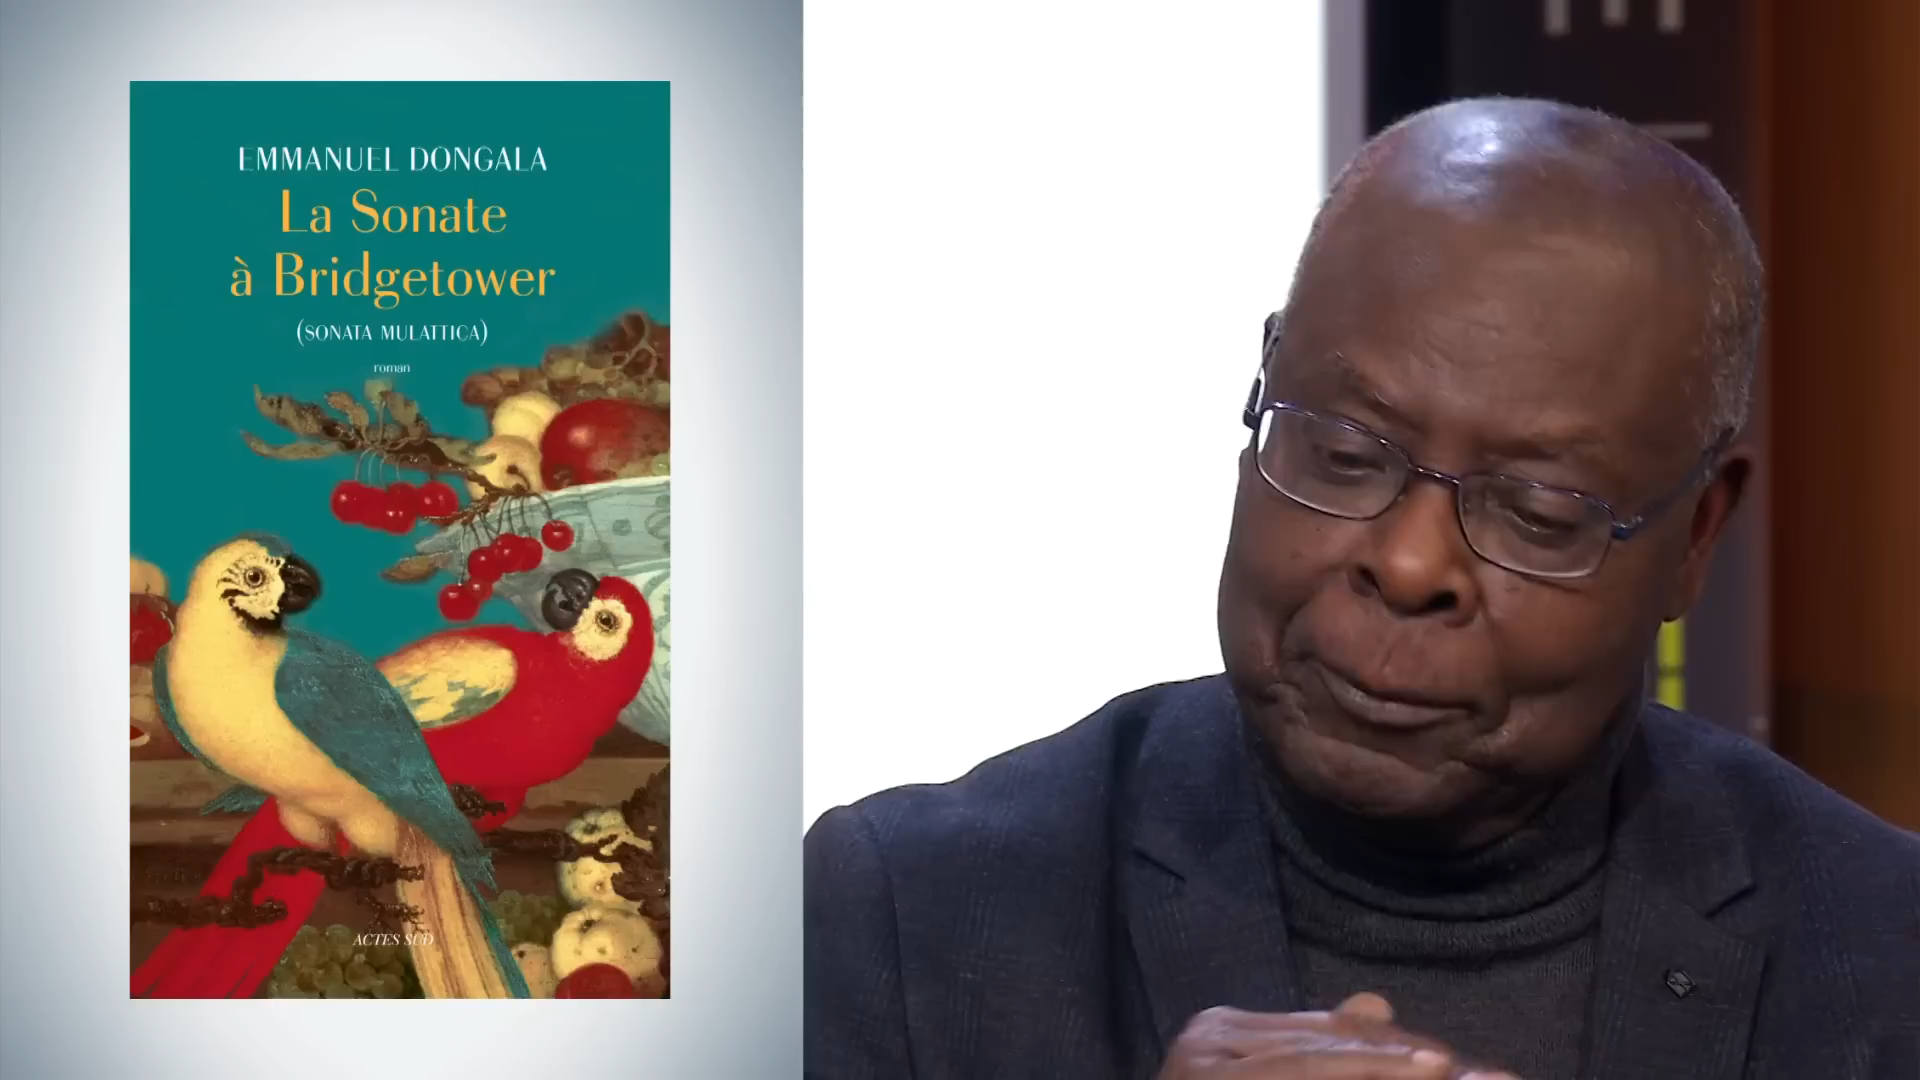 EMMANUEL DONGALA
La Sonate
à Bridgetower
(SONATA MULATTICA)
roman
ACTES SUD